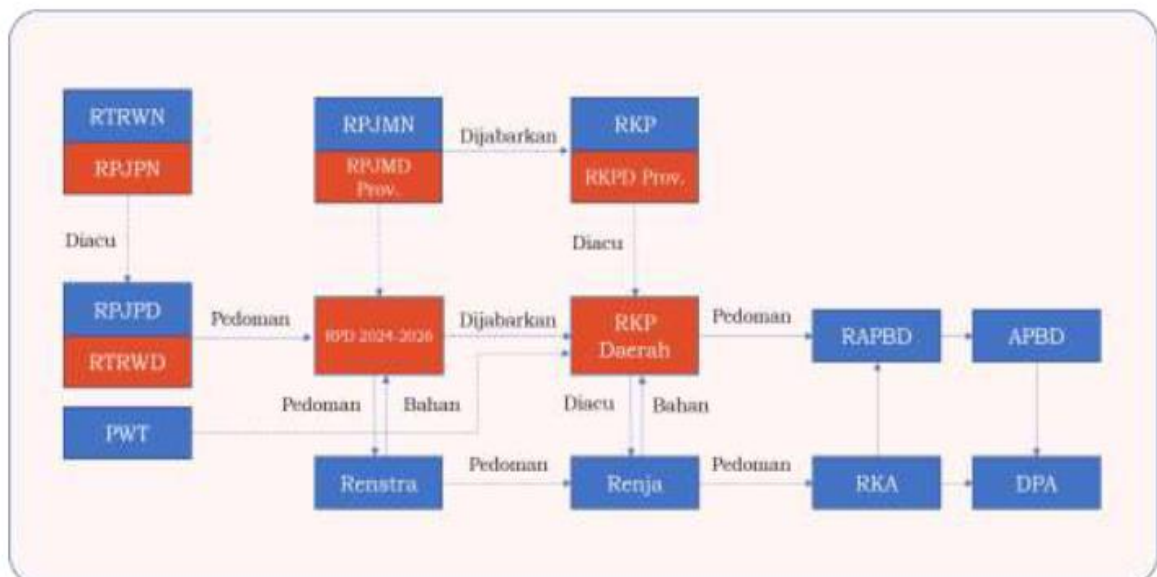 RTRWN
RPJPN
RPJMN
RPJMD
Prov.
Dijabarkan
RKP
RKPD Prov.
Diacu
Diacu
RPJPD
RTRWD
Pedoman
RPD 2024-2026
Dijabarkan
RKP
Daerah
Pedoman
RAPBD
APBD
PWT
Pedoman
Bahan
Diacu
Bahan
Renstra
Pedoman
Renja
Pedoman
RKA
DPA